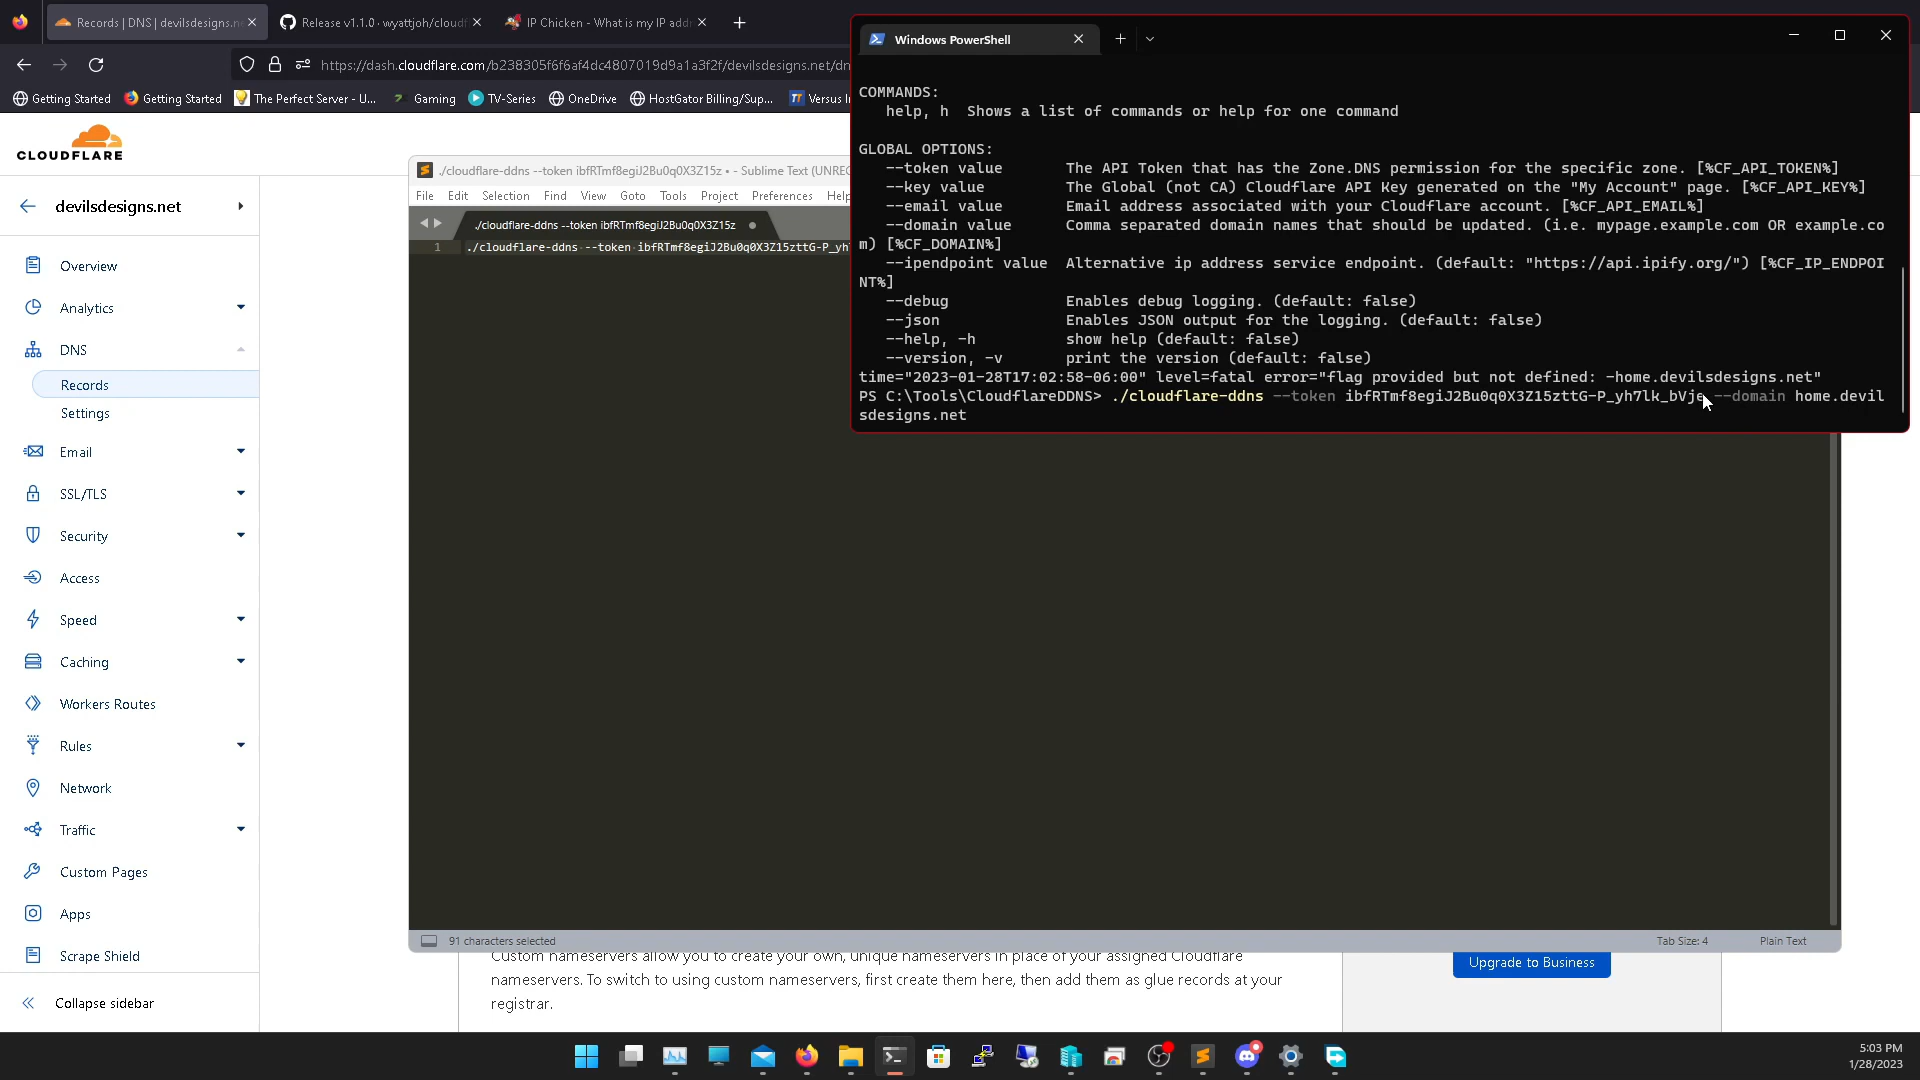 Records | DNS | devilsdesigns.n
Release v1.1.0 · wyattjoh/cloudf
IP Chicken - What is my IP add
https://dash.cloudflare.com/b238305f6f6af4dc4807019d9a1a3f2f/devilsdesigns.net/dn
Getting Started
Getting Started
The Perfect Server - U...
Gaming
TV-Series
OneDrive
HostGator Billing/Sup...
Versus I
CLOUDFLARE
devilsdesigns.net
Overview
Analytics
DNS
Records
Settings
Email
SSL/TLS
Security
Access
Speed
Caching
Workers Routes
Rules
Network
Traffic
Custom Pages
Apps
Scrape Shield
Collapse sidebar
./cloudflare-ddns --token ibfRTmf8egiJ2Bu0q0X3Z15z • - Sublime Text (UNREG
File Edit Selection Find View Goto Tools Project Preferences Help
./cloudflare-ddns --token ibfRTmf8egiJ2Bu0q0X3Z15z
1 ./cloudflare-ddns --token ibfRTmf8egiJ2Bu0q0X3Z15zttG-P_yh7
91 characters selected
Tab Size: 4
Plain Text
Windows PowerShell
COMMANDS:
help, h Shows a list of commands or help for one command
GLOBAL OPTIONS:
--token value The API Token that has the Zone.DNS permission for the specific zone. [%CF_API_TOKEN%]
--key value The Global (not CA) Cloudflare API Key generated on the "My Account" page. [%CF_API_KEY%]
--email value Email address associated with your Cloudflare account. [%CF_API_EMAIL%]
--domain value Comma separated domain names that should be updated. (i.e. mypage.example.com OR example.co
m) [%CF_DOMAIN%]
--ipendpoint value Alternative ip address service endpoint. (default: "https://api.ipify.org/") [%CF_IP_ENDPOI
NT%]
--debug Enables debug logging. (default: false)
--json Enables JSON output for the logging. (default: false)
--help, -h show help (default: false)
--version, -v print the version (default: false)
time="2023-01-28T17:02:58-06:00" level=fatal error="flag provided but not defined: -home.devilsdesigns.net"
PS C:\Tools\CloudflareDDNS> ./cloudflare-ddns --token ibfRTmf8egiJ2Bu0q0X3Z15zttG-P_yh7lk_bVje --domain home.devil
sdesigns.net
Custom nameservers allow you to create your own, unique nameservers in place of your assigned Cloudflare
nameservers. To switch to using custom nameservers, first create them here, then add them as glue records at your
registrar.
Upgrade to Business
5:03 PM
1/28/2023